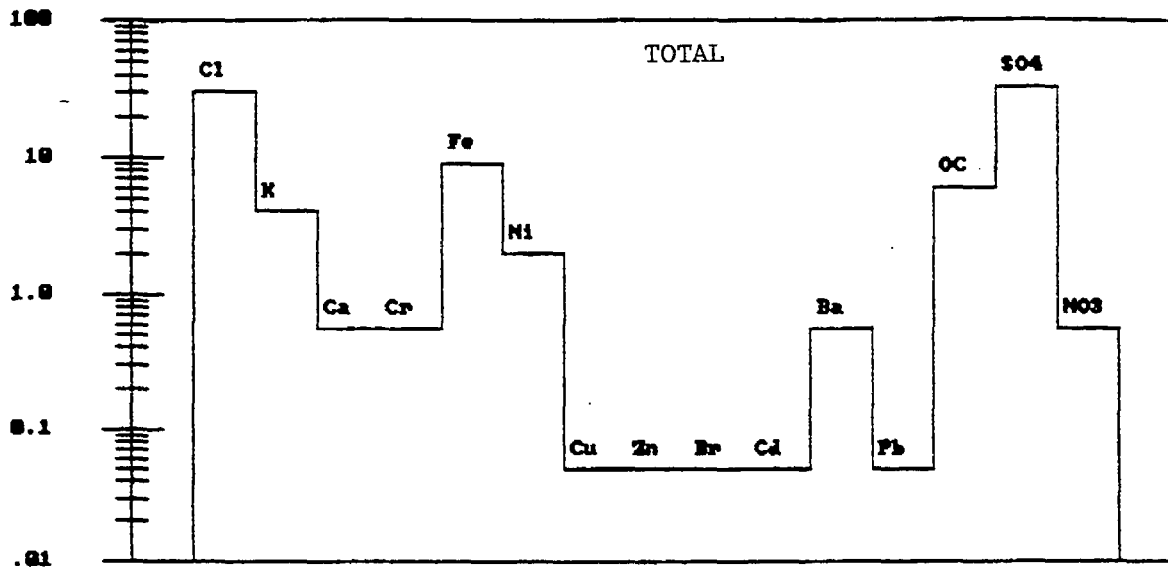 100
TOTAL
Cl
SO4
10
Fe
OC
K
Ni
1.0
Ca Cr
Ba
NO3
0.1
Cu Zn Br Cd
Pb
.01